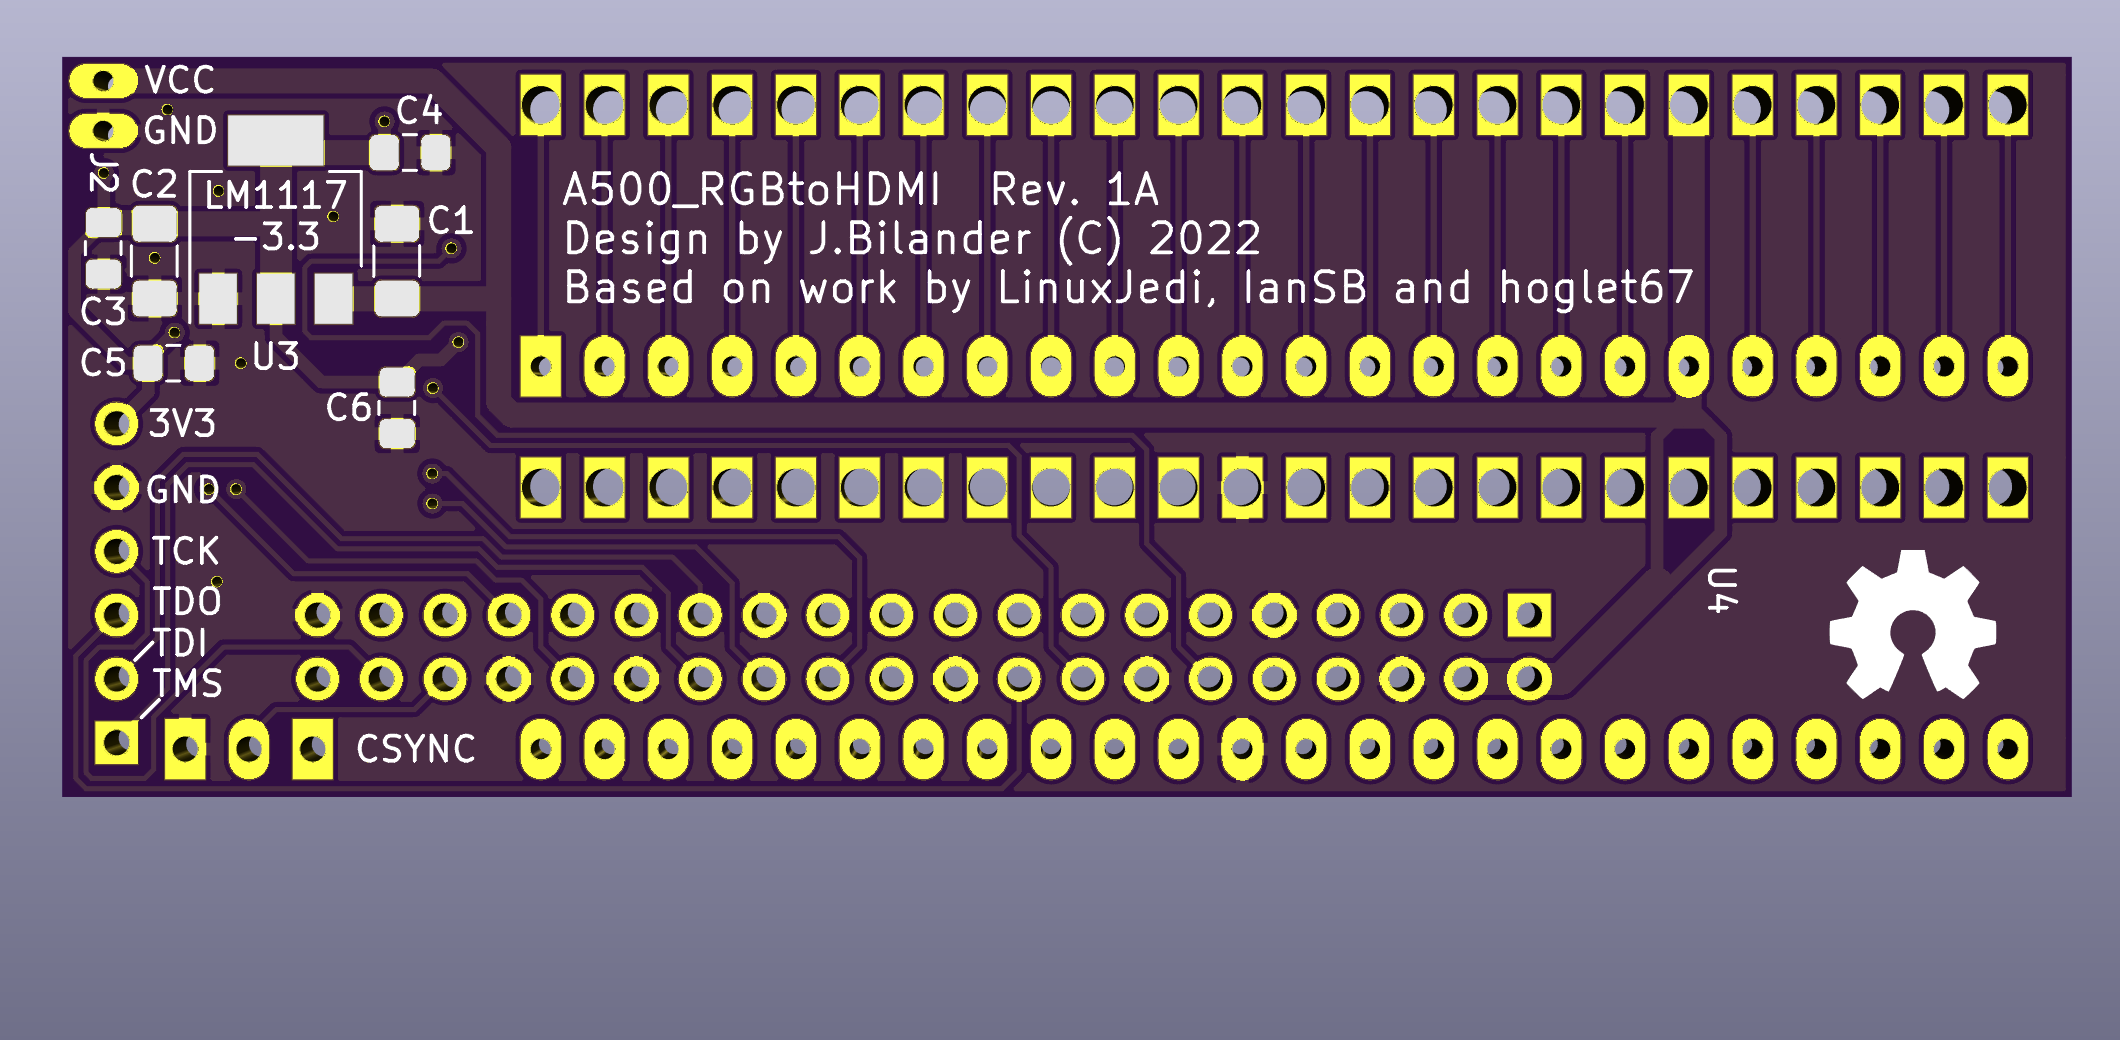 VCC
GND
J2
C4
C2
LM1117
-3.3
C1
C3
C5
U3
C6
3V3
GND
TCK
TDO
TDI
TMS
CSYNC
A500_RGBtoHDMI  Rev. 1A
Design by J.Bilander (C) 2022
Based on work by LinuxJedi, IanSB and hoglet67
U4